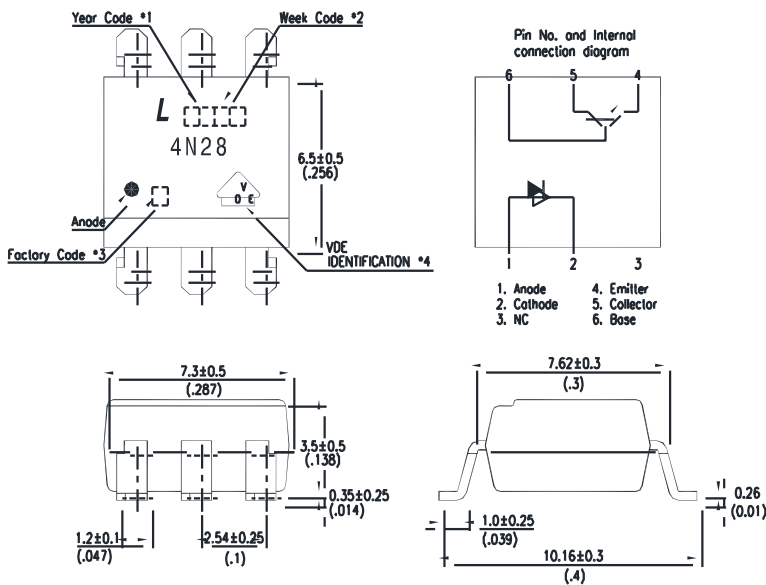 Year Code *1
Week Code *2
L
4N28
Anode
Factory Code *3
V
D E
VDE
IDENTIFICATION *4
6.5±0.5
(.256)
Pin No. and Internal
connection diagram
6 5 4
1 2 3
1. Anode 4. Emitter
2. Cathode 5. Collector
3. NC 6. Base
7.3±0.5
(.287)
3.5±0.5
(.138)
0.35±0.25
(.014)
1.2±0.1
(.047)
2.54±0.25
(.1)
7.62±0.3
(.3)
0.26
(0.01)
1.0±0.25
(.039)
10.16±0.3
(.4)